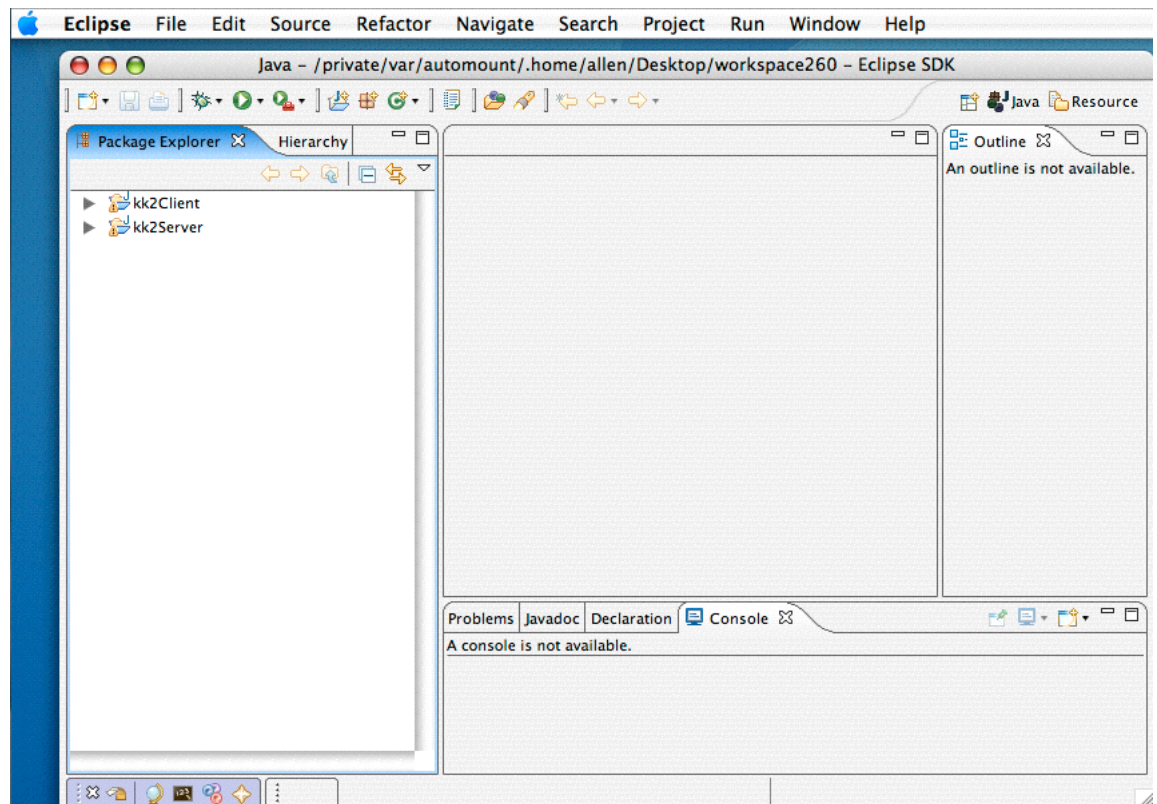 Eclipse File Edit Source Refactor Navigate Search Project Run Window Help
Java – /private/var/automount/.home/allen/Desktop/workspace260 – Eclipse SDK
Java Resource
Package Explorer Hierarchy
Outline
An outline is not available.
kk2Client
kk2Server
Problems Javadoc Declaration Console
A console is not available.